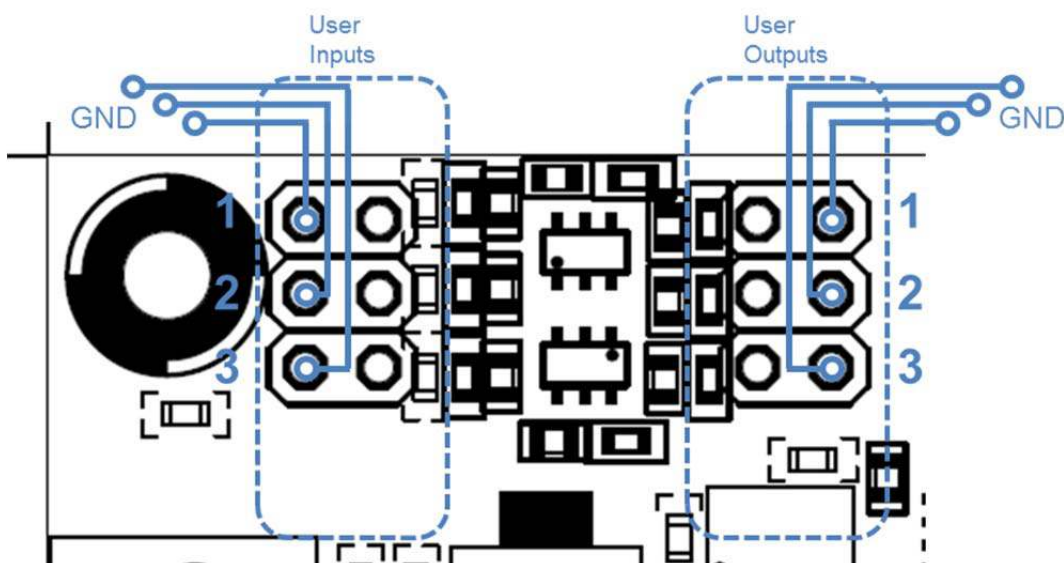 User
Inputs
User
Outputs
GND
GND
1
1
2
2
3
3